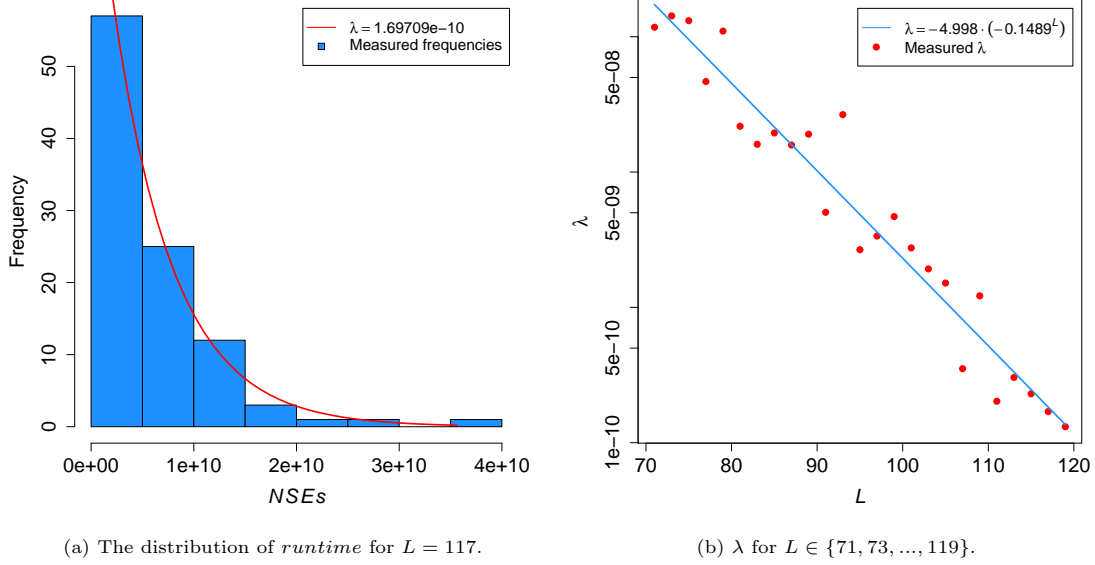 λ = 1.69709e−10
Measured frequencies
Frequency
0
10
20
30
40
50
0e+00 1e+10 2e+10 3e+10 4e+10
NSEs
(a) The distribution of runtime for L = 117.
λ = −4.998 · (−0.1489^L)
Measured λ
λ
1e−10
5e−10
5e−09
5e−08
70 80 90 100 110 120
L
(b) λ for L ∈ {71, 73, ..., 119}.